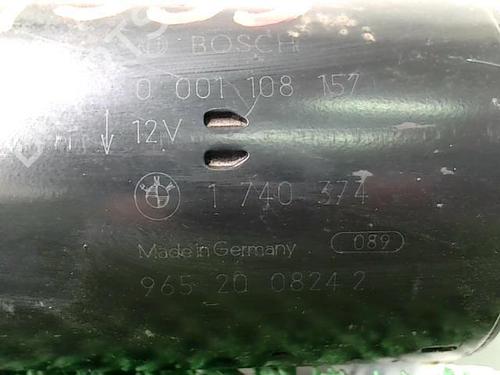 BOSCH
0 001 108 157
12V
1 740 374
Made in Germany 089
965 20 0824 2